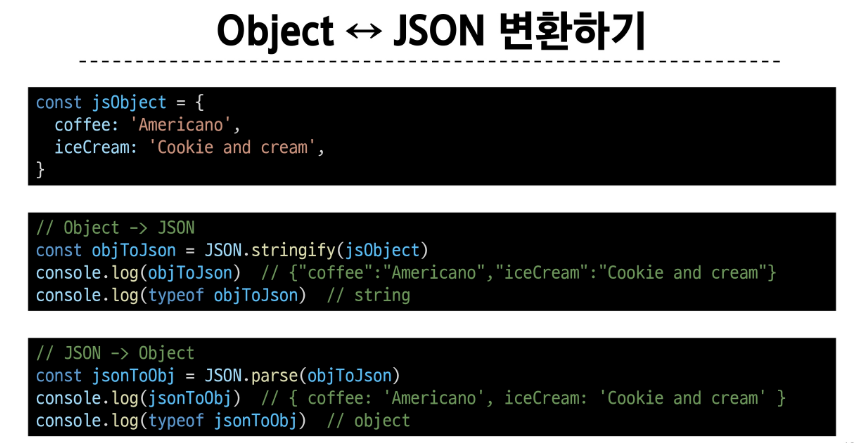 Object ↔ JSON 변환하기
const jsObject = {
  coffee: 'Americano',
  iceCream: 'Cookie and cream',
}
// Object -> JSON
const objToJson = JSON.stringify(jsObject)
console.log(objToJson)  // {"coffee":"Americano","iceCream":"Cookie and cream"}
console.log(typeof objToJson)  // string
// JSON -> Object
const jsonToObj = JSON.parse(objToJson)
console.log(jsonToObj)  // { coffee: 'Americano', iceCream: 'Cookie and cream' }
console.log(typeof jsonToObj)  // object